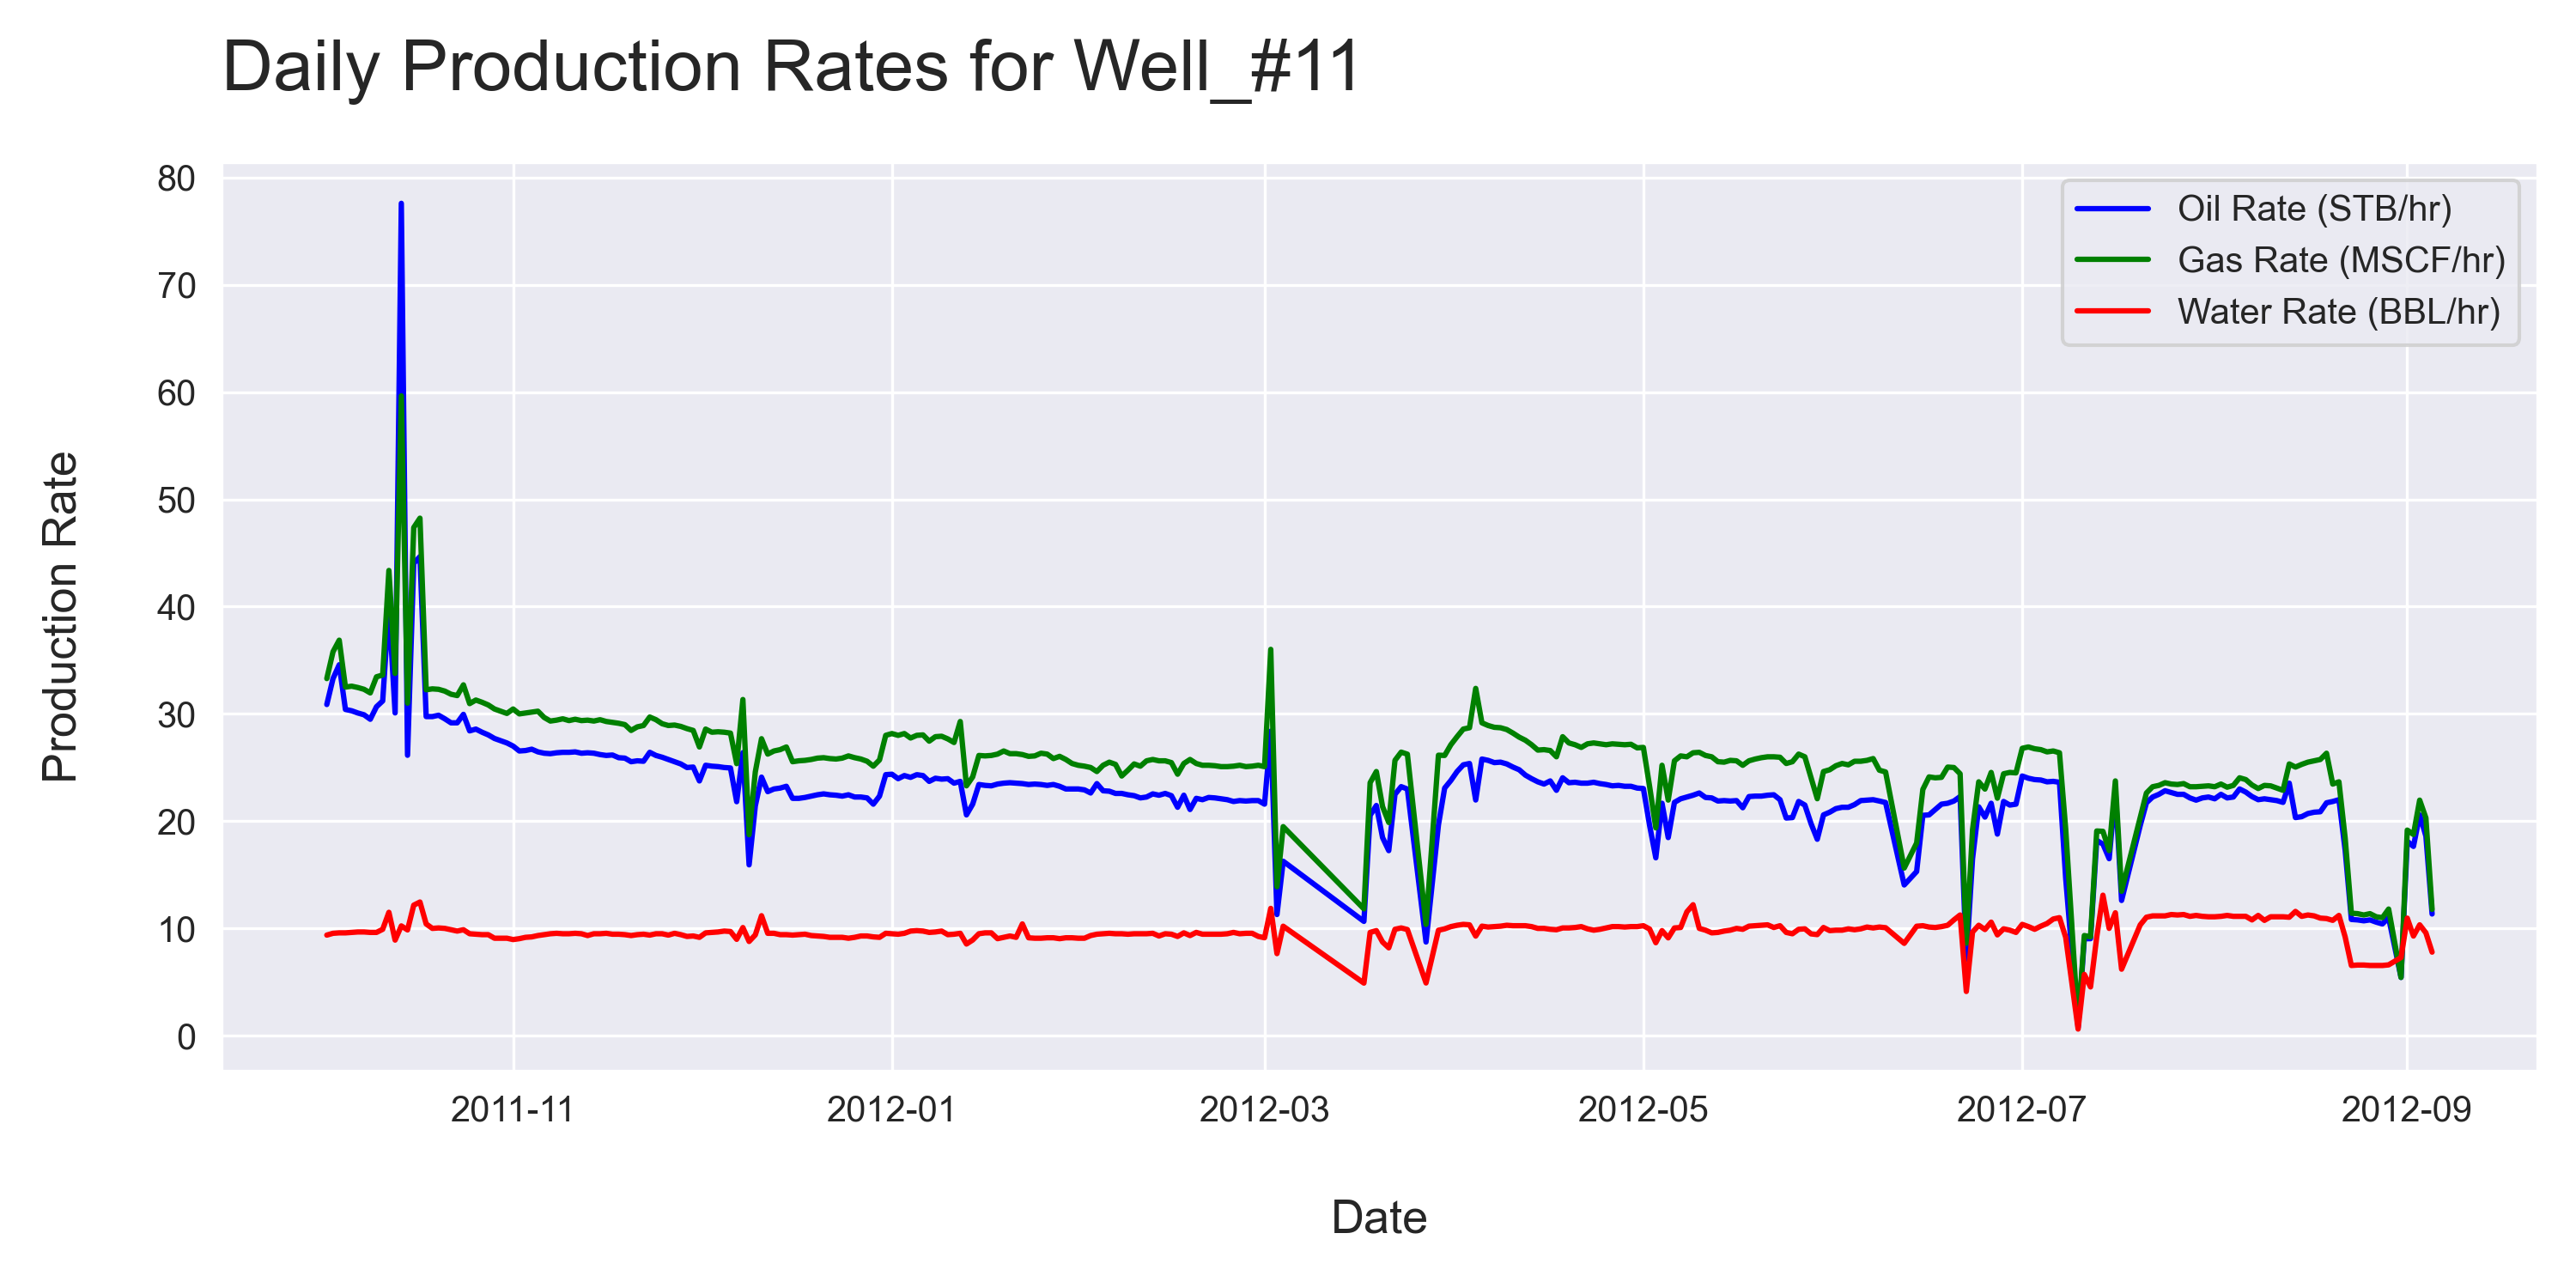 Daily Production Rates for Well_#11
80
70
60
50
40
30
20
10
0
Production Rate
Oil Rate (STB/hr)
Gas Rate (MSCF/hr)
Water Rate (BBL/hr)
2011-11
2012-01
2012-03
2012-05
2012-07
2012-09
Date